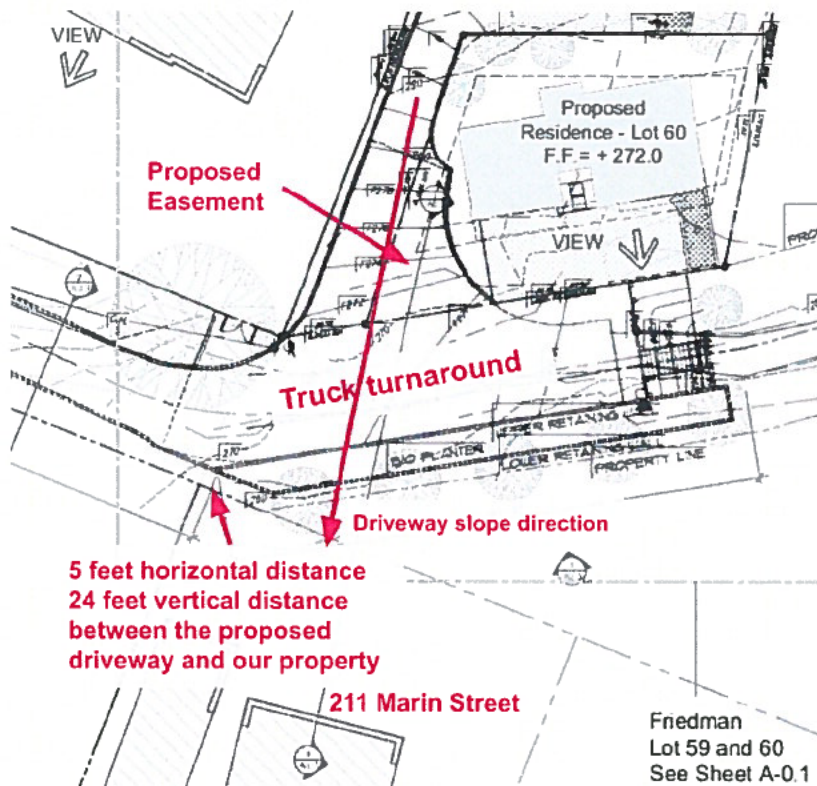 VIEW
Proposed
Residence - Lot 60
F.F. = + 272.0
Proposed
Easement
VIEW
Truck turnaround
LOWER RETAINING
BIO PLANTER
LOWER RETAINING WALL
PROPERTY LINE
Driveway slope direction
5 feet horizontal distance
24 feet vertical distance
between the proposed
driveway and our property
211 Marin Street
Friedman
Lot 59 and 60
See Sheet A-0.1